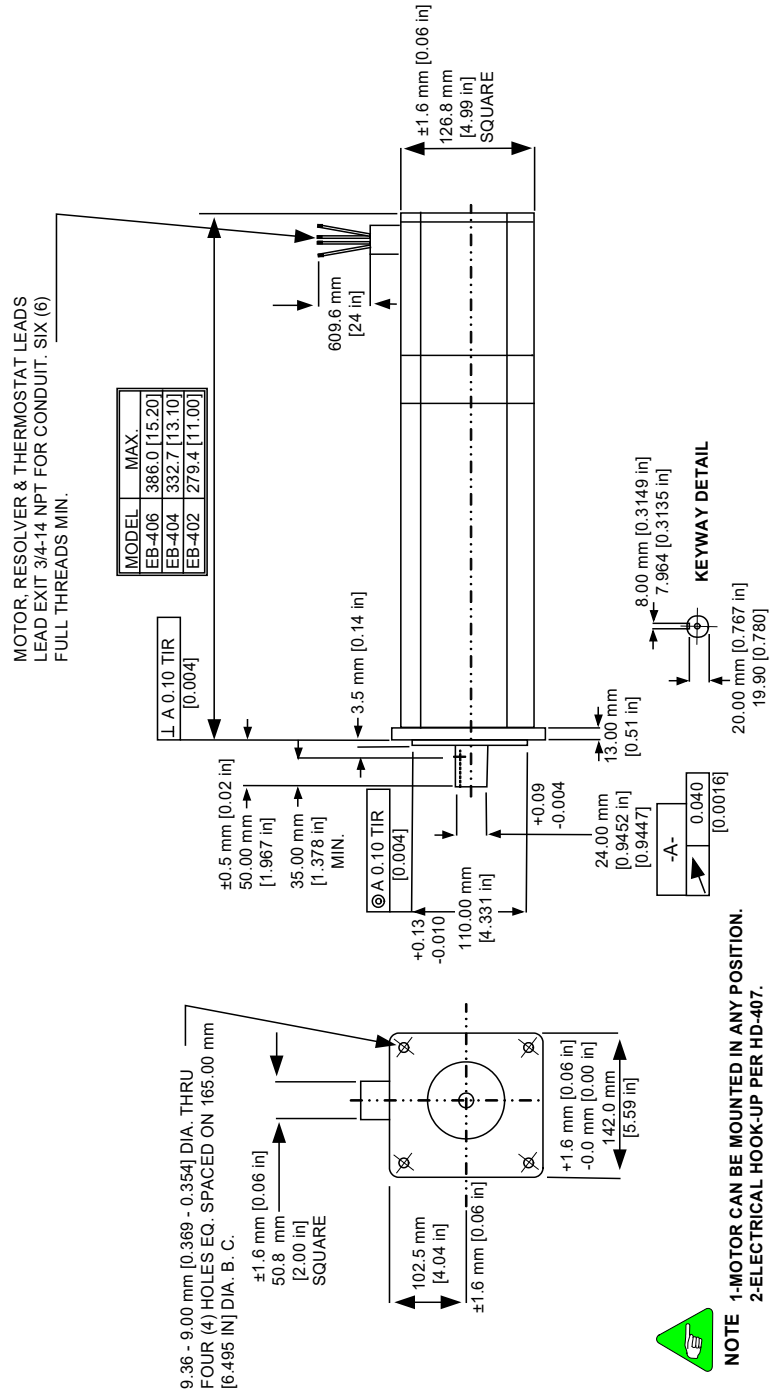 MOTOR, RESOLVER & THERMOSTAT LEADS
LEAD EXIT 3/4-14 NPT FOR CONDUIT. SIX (6)
FULL THREADS MIN.
MODEL MAX.
EB-406 386.0 [15.20]
EB-404 332.7 [13.10]
EB-402 279.4 [11.00]
⊥ A 0.10 TIR
[0.004]
±0.5 mm [0.02 in]
50.00 mm
[1.967 in]
3.5 mm [0.14 in]
35.00 mm
[1.378 in]
MIN.
◎ A 0.10 TIR
[0.004]
+0.13
-0.010
110.00 mm
[4.331 in]
+0.09
-0.004
24.00 mm
[0.9452 in]
[0.9447]
-A-
0.040
[0.0016]
13.00 mm
[0.51 in]
609.6 mm
[24 in]
±1.6 mm [0.06 in]
126.8 mm
[4.99 in]
SQUARE
8.00 mm [0.3149 in]
7.964 [0.3135 in]
KEYWAY DETAIL
20.00 mm [0.767 in]
19.90 [0.780]
9.36 - 9.00 mm [0.369 - 0.354] DIA. THRU
FOUR (4) HOLES EQ. SPACED ON 165.00 mm
[6.495 IN] DIA. B. C.
±1.6 mm [0.06 in]
50.8 mm
[2.00 in]
SQUARE
102.5 mm
[4.04 in]
±1.6 mm [0.06 in]
+1.6 mm [0.06 in]
-0.0 mm [0.00 in]
142.0 mm
[5.59 in]
NOTE 1-MOTOR CAN BE MOUNTED IN ANY POSITION.
2-ELECTRICAL HOOK-UP PER HD-407.